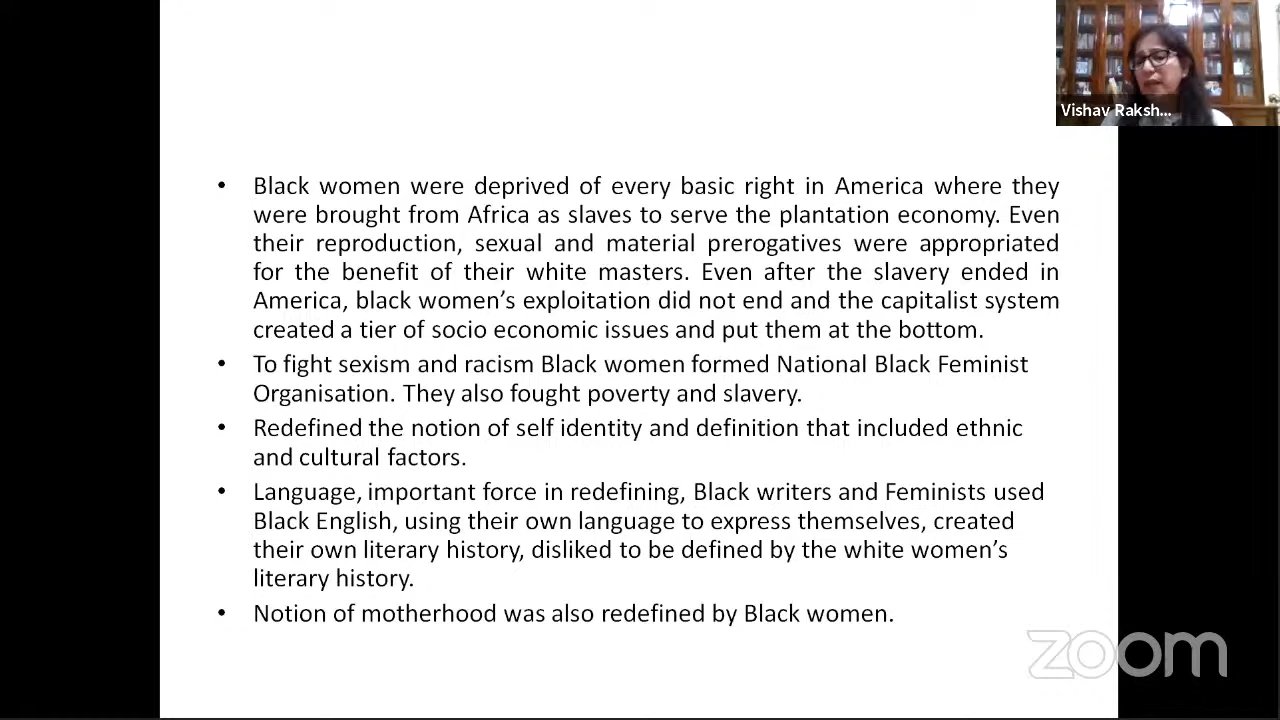 Vishav Raksh...
• Black women were deprived of every basic right in America where they
were brought from Africa as slaves to serve the plantation economy. Even
their reproduction, sexual and material prerogatives were appropriated
for the benefit of their white masters. Even after the slavery ended in
America, black women’s exploitation did not end and the capitalist system
created a tier of socio economic issues and put them at the bottom.
• To fight sexism and racism Black women formed National Black Feminist
Organisation. They also fought poverty and slavery.
• Redefined the notion of self identity and definition that included ethnic
and cultural factors.
• Language, important force in redefining, Black writers and Feminists used
Black English, using their own language to express themselves, created
their own literary history, disliked to be defined by the white women’s
literary history.
• Notion of motherhood was also redefined by Black women.
zoom